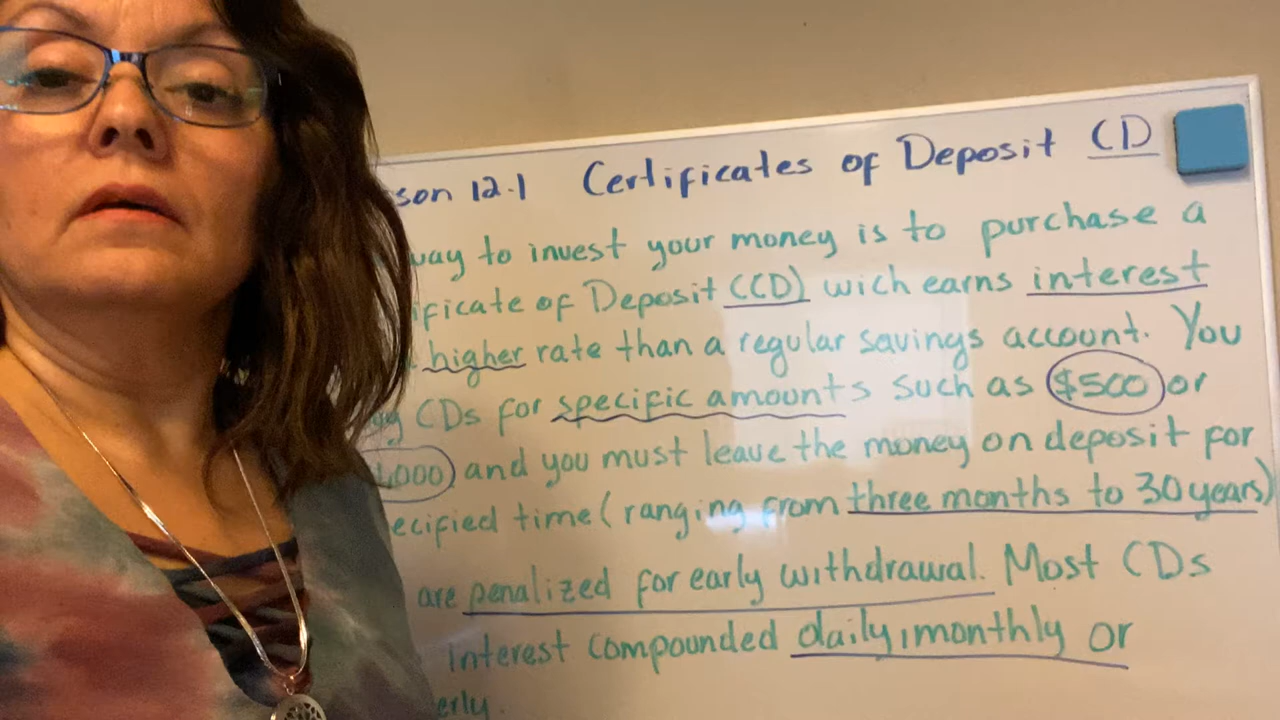 son 12.1 Certificates of Deposit CD
way to invest your money is to purchase a
ificate of Deposit (CD) wich earns interest
higher rate than a regular savings account. You
CDs for specific amounts such as $500 or
1,000 and you must leave the money on deposit for
ecified time (ranging from three months to 30 years)
are penalized for early withdrawal. Most CDs
interest compounded daily, monthly or
erly.